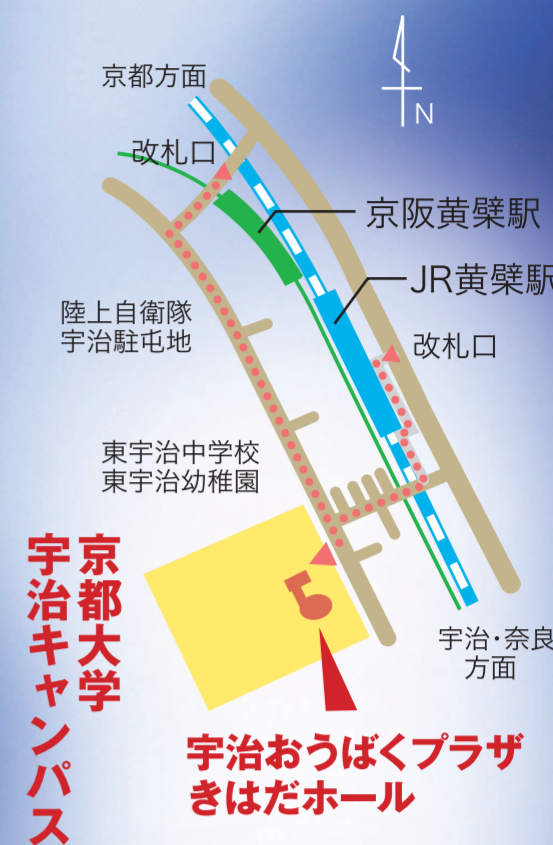 京都方面
N
改札口
京阪黄檗駅
JR黄檗駅
陸上自衛隊
宇治駐屯地
改札口
東宇治中学校
東宇治幼稚園
京都大学
宇治キャンパス
宇治・奈良
方面
宇治おうばくプラザ
きはだホール